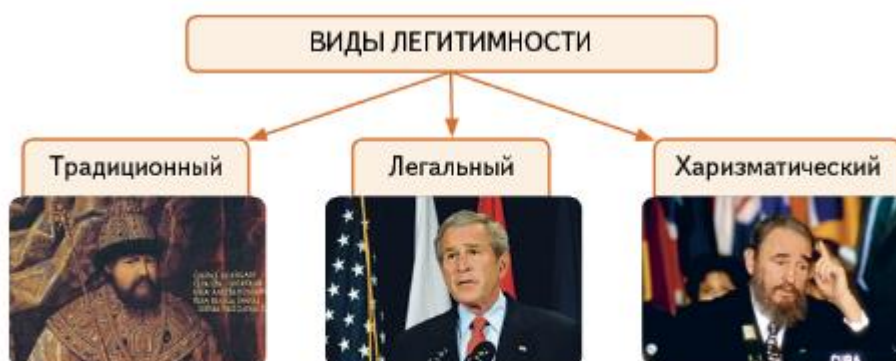 ВИДЫ ЛЕГИТИМНОСТИ
Традиционный
Легальный
Харизматический